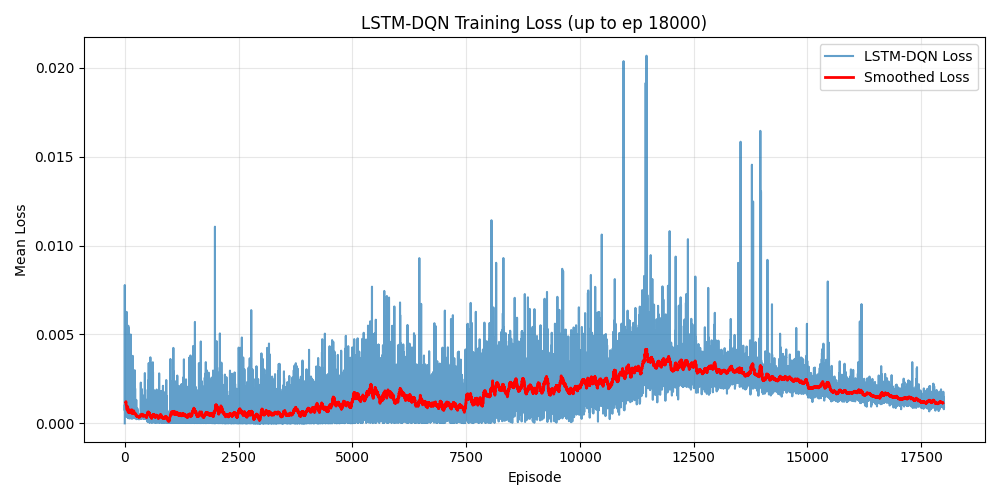 LSTM-DQN Training Loss (up to ep 18000)
LSTM-DQN Loss
Smoothed Loss
Mean Loss
0.020
0.015
0.010
0.005
0.000
0 2500 5000 7500 10000 12500 15000 17500
Episode